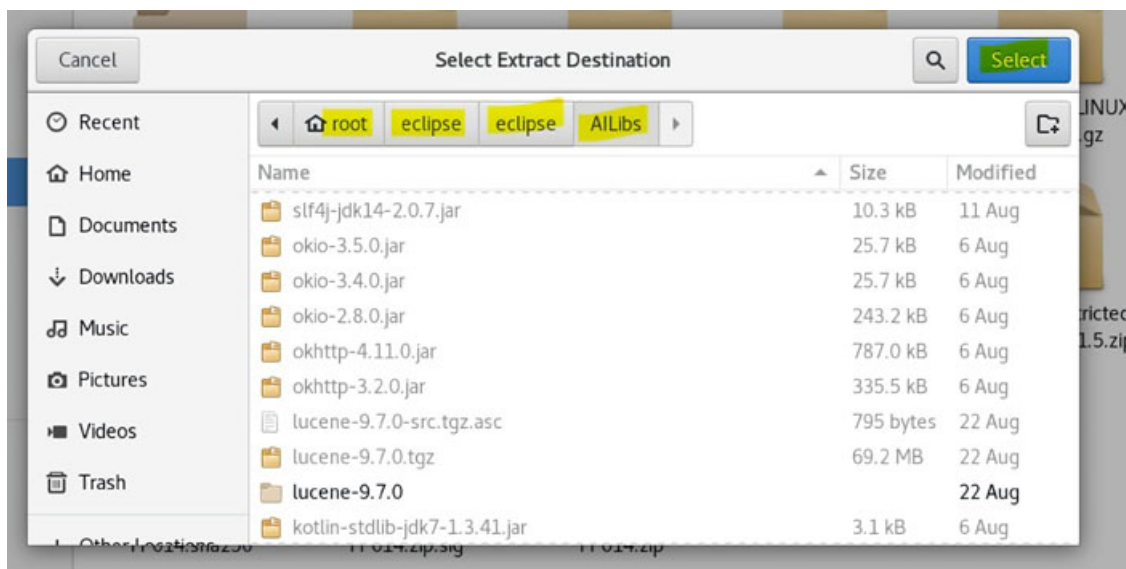 Cancel Select Extract Destination Select
Recent
Home
Documents
Downloads
Music
Pictures
Videos
Trash
root eclipse eclipse AILibs
Name Size Modified
slf4j-jdk14-2.0.7.jar 10.3 kB 11 Aug
okio-3.5.0.jar 25.7 kB 6 Aug
okio-3.4.0.jar 25.7 kB 6 Aug
okio-2.8.0.jar 243.2 kB 6 Aug
okhttp-4.11.0.jar 787.0 kB 6 Aug
okhttp-3.2.0.jar 335.5 kB 6 Aug
lucene-9.7.0-src.tgz.asc 795 bytes 22 Aug
lucene-9.7.0.tgz 69.2 MB 22 Aug
lucene-9.7.0 22 Aug
kotlin-stdlib-jdk7-1.3.41.jar 3.1 kB 6 Aug
LINUX
.gz
tricted
1.5.zip